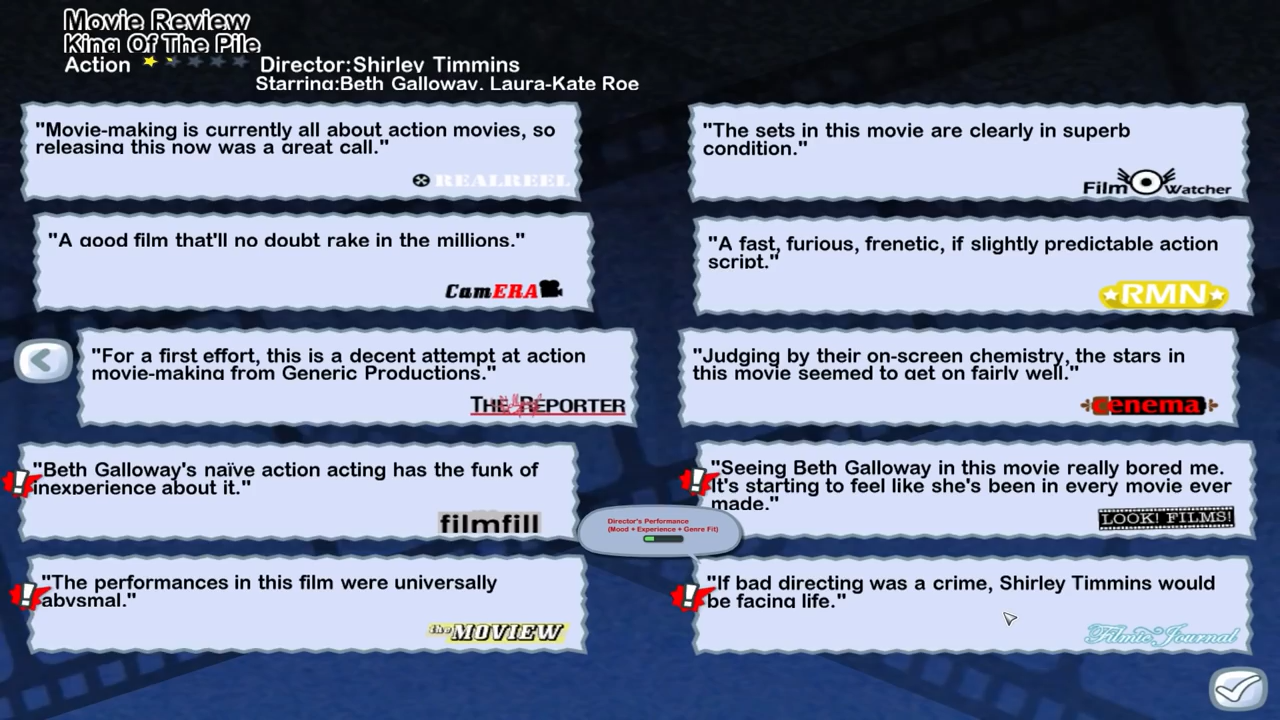 Movie Review
King Of The Pile
Action
Director:Shirley Timmins
Starring:Beth Galloway, Laura-Kate Roe
"Movie-making is currently all about action movies, so
releasing this now was a great call."
REALREEL
"The sets in this movie are clearly in superb
condition."
Film Watcher
"A good film that'll no doubt rake in the millions."
CamERA
"A fast, furious, frenetic, if slightly predictable action
script."
RMN
"For a first effort, this is a decent attempt at action
movie-making from Generic Productions."
THE REPORTER
"Judging by their on-screen chemistry, the stars in
this movie seemed to get on fairly well."
cenema
"Beth Galloway's naïve action acting has the funk of
inexperience about it."
filmfill
"Seeing Beth Galloway in this movie really bored me.
It's starting to feel like she's been in every movie ever
made."
LOOK! FILMS!
Director's Performance
(Mood + Experience + Genre Fit)
"The performances in this film were universally
abysmal."
the MOVIEW
"If bad directing was a crime, Shirley Timmins would
be facing life."
Filmic Journal